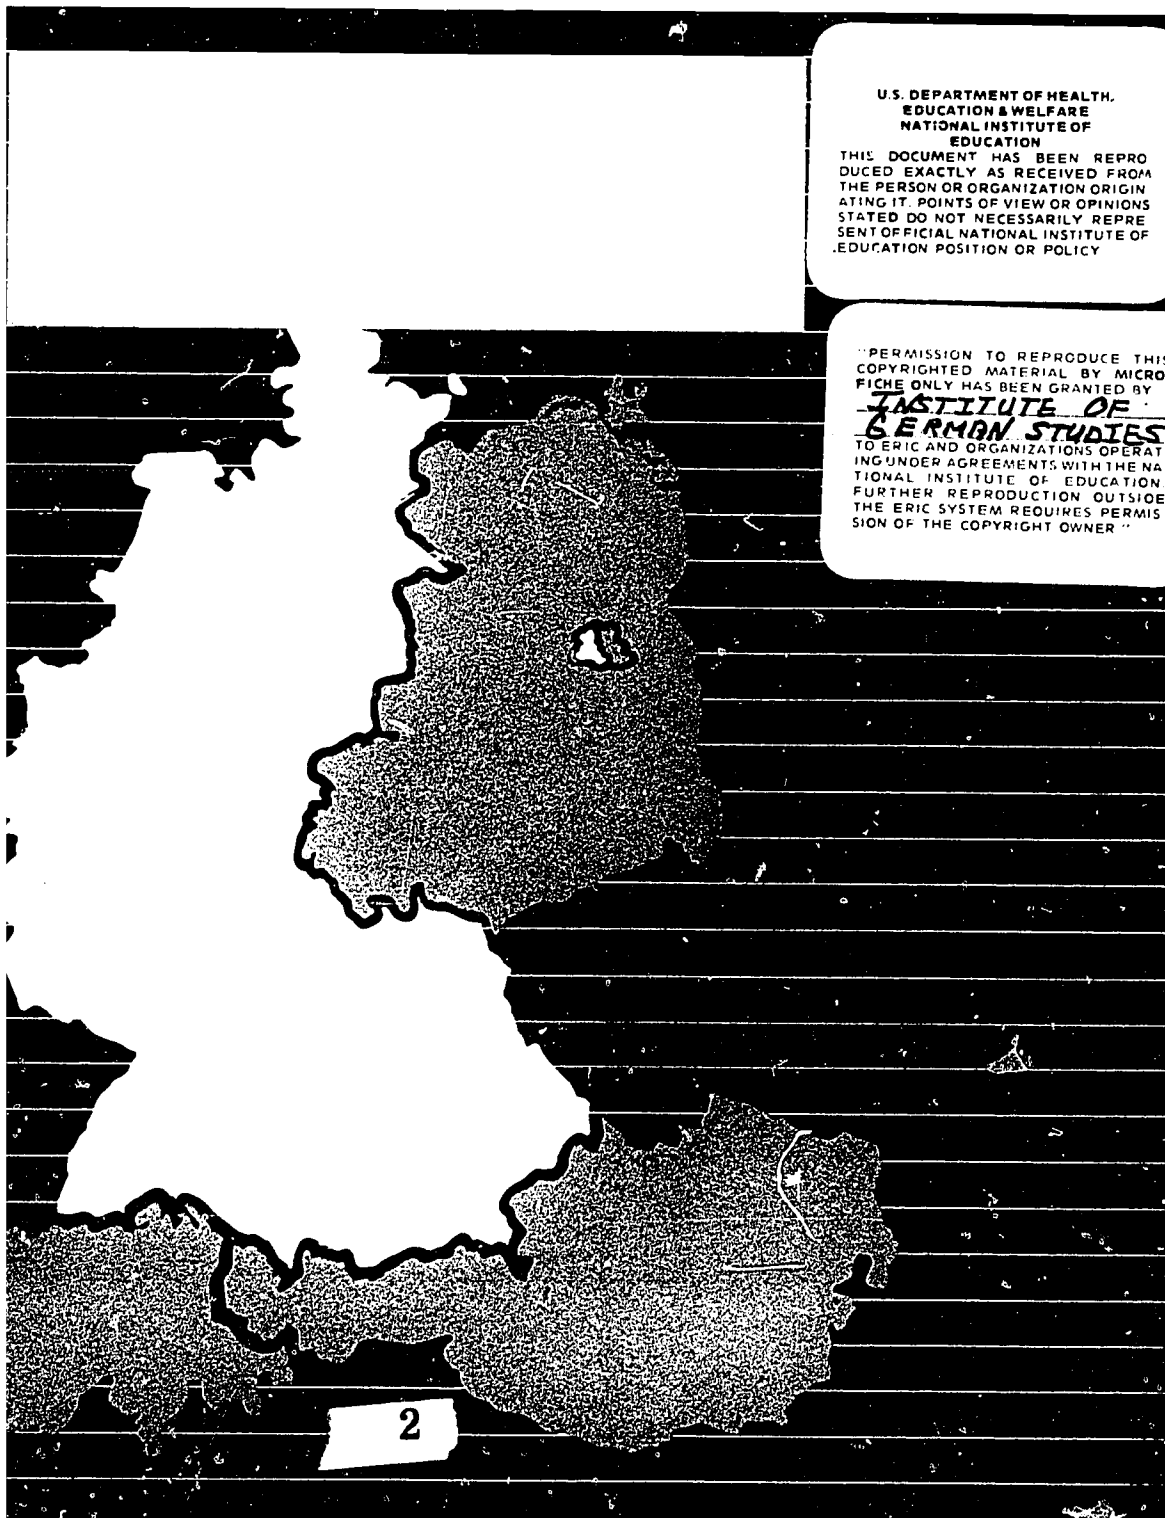 U.S. DEPARTMENT OF HEALTH,
EDUCATION & WELFARE
NATIONAL INSTITUTE OF
EDUCATION
THIS DOCUMENT HAS BEEN REPRO
DUCED EXACTLY AS RECEIVED FROM
THE PERSON OR ORGANIZATION ORIGIN
ATING IT. POINTS OF VIEW OR OPINIONS
STATED DO NOT NECESSARILY REPRE
SENT OFFICIAL NATIONAL INSTITUTE OF
EDUCATION POSITION OR POLICY
"PERMISSION TO REPRODUCE THIS
COPYRIGHTED MATERIAL BY MICRO
FICHE ONLY HAS BEEN GRANTED BY
INSTITUTE OF
GERMAN STUDIES
TO ERIC AND ORGANIZATIONS OPERAT
ING UNDER AGREEMENTS WITH THE NA
TIONAL INSTITUTE OF EDUCATION.
FURTHER REPRODUCTION OUTSIDE
THE ERIC SYSTEM REQUIRES PERMIS
SION OF THE COPYRIGHT OWNER"
2